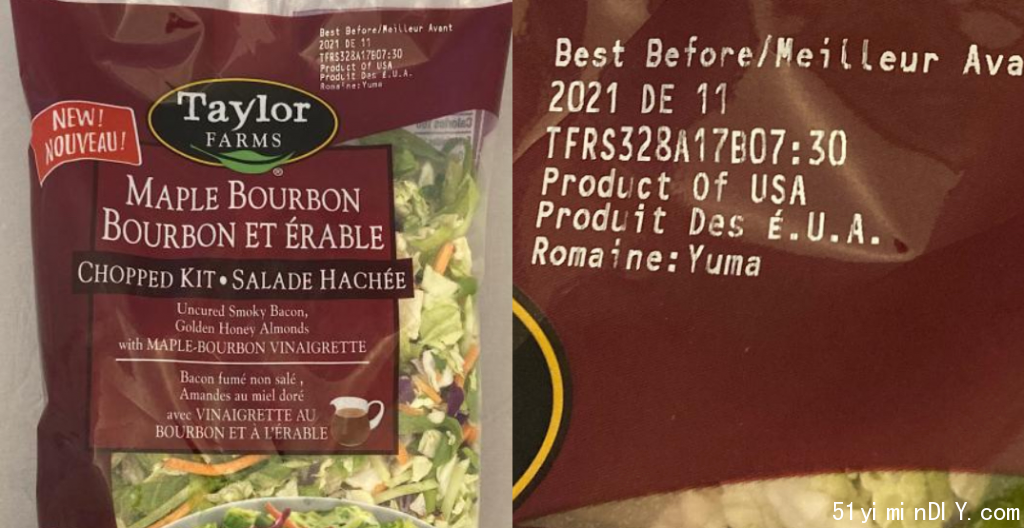 Best Before/Meilleur Avant
2021 DE 11
TFRS328A17B07:30
Product Of USA
Produit Des É.U.A.
Romaine:Yuma
NEW!
NOUVEAU!
Taylor
FARMS
®
MAPLE BOURBON
BOURBON ET ÉRABLE
CHOPPED KIT • SALADE HACHÉE
Uncured Smoky Bacon,
Golden Honey Almonds
with MAPLE-BOURBON VINAIGRETTE
Bacon fumé non salé ,
Amandes au miel doré
avec VINAIGRETTE AU
BOURBON ET À L'ÉRABLE
Best Before/Meilleur Ava
2021 DE 11
TFRS328A17B07:30
Product Of USA
Produit Des É.U.A.
Romaine:Yuma
51yiminDIY.com